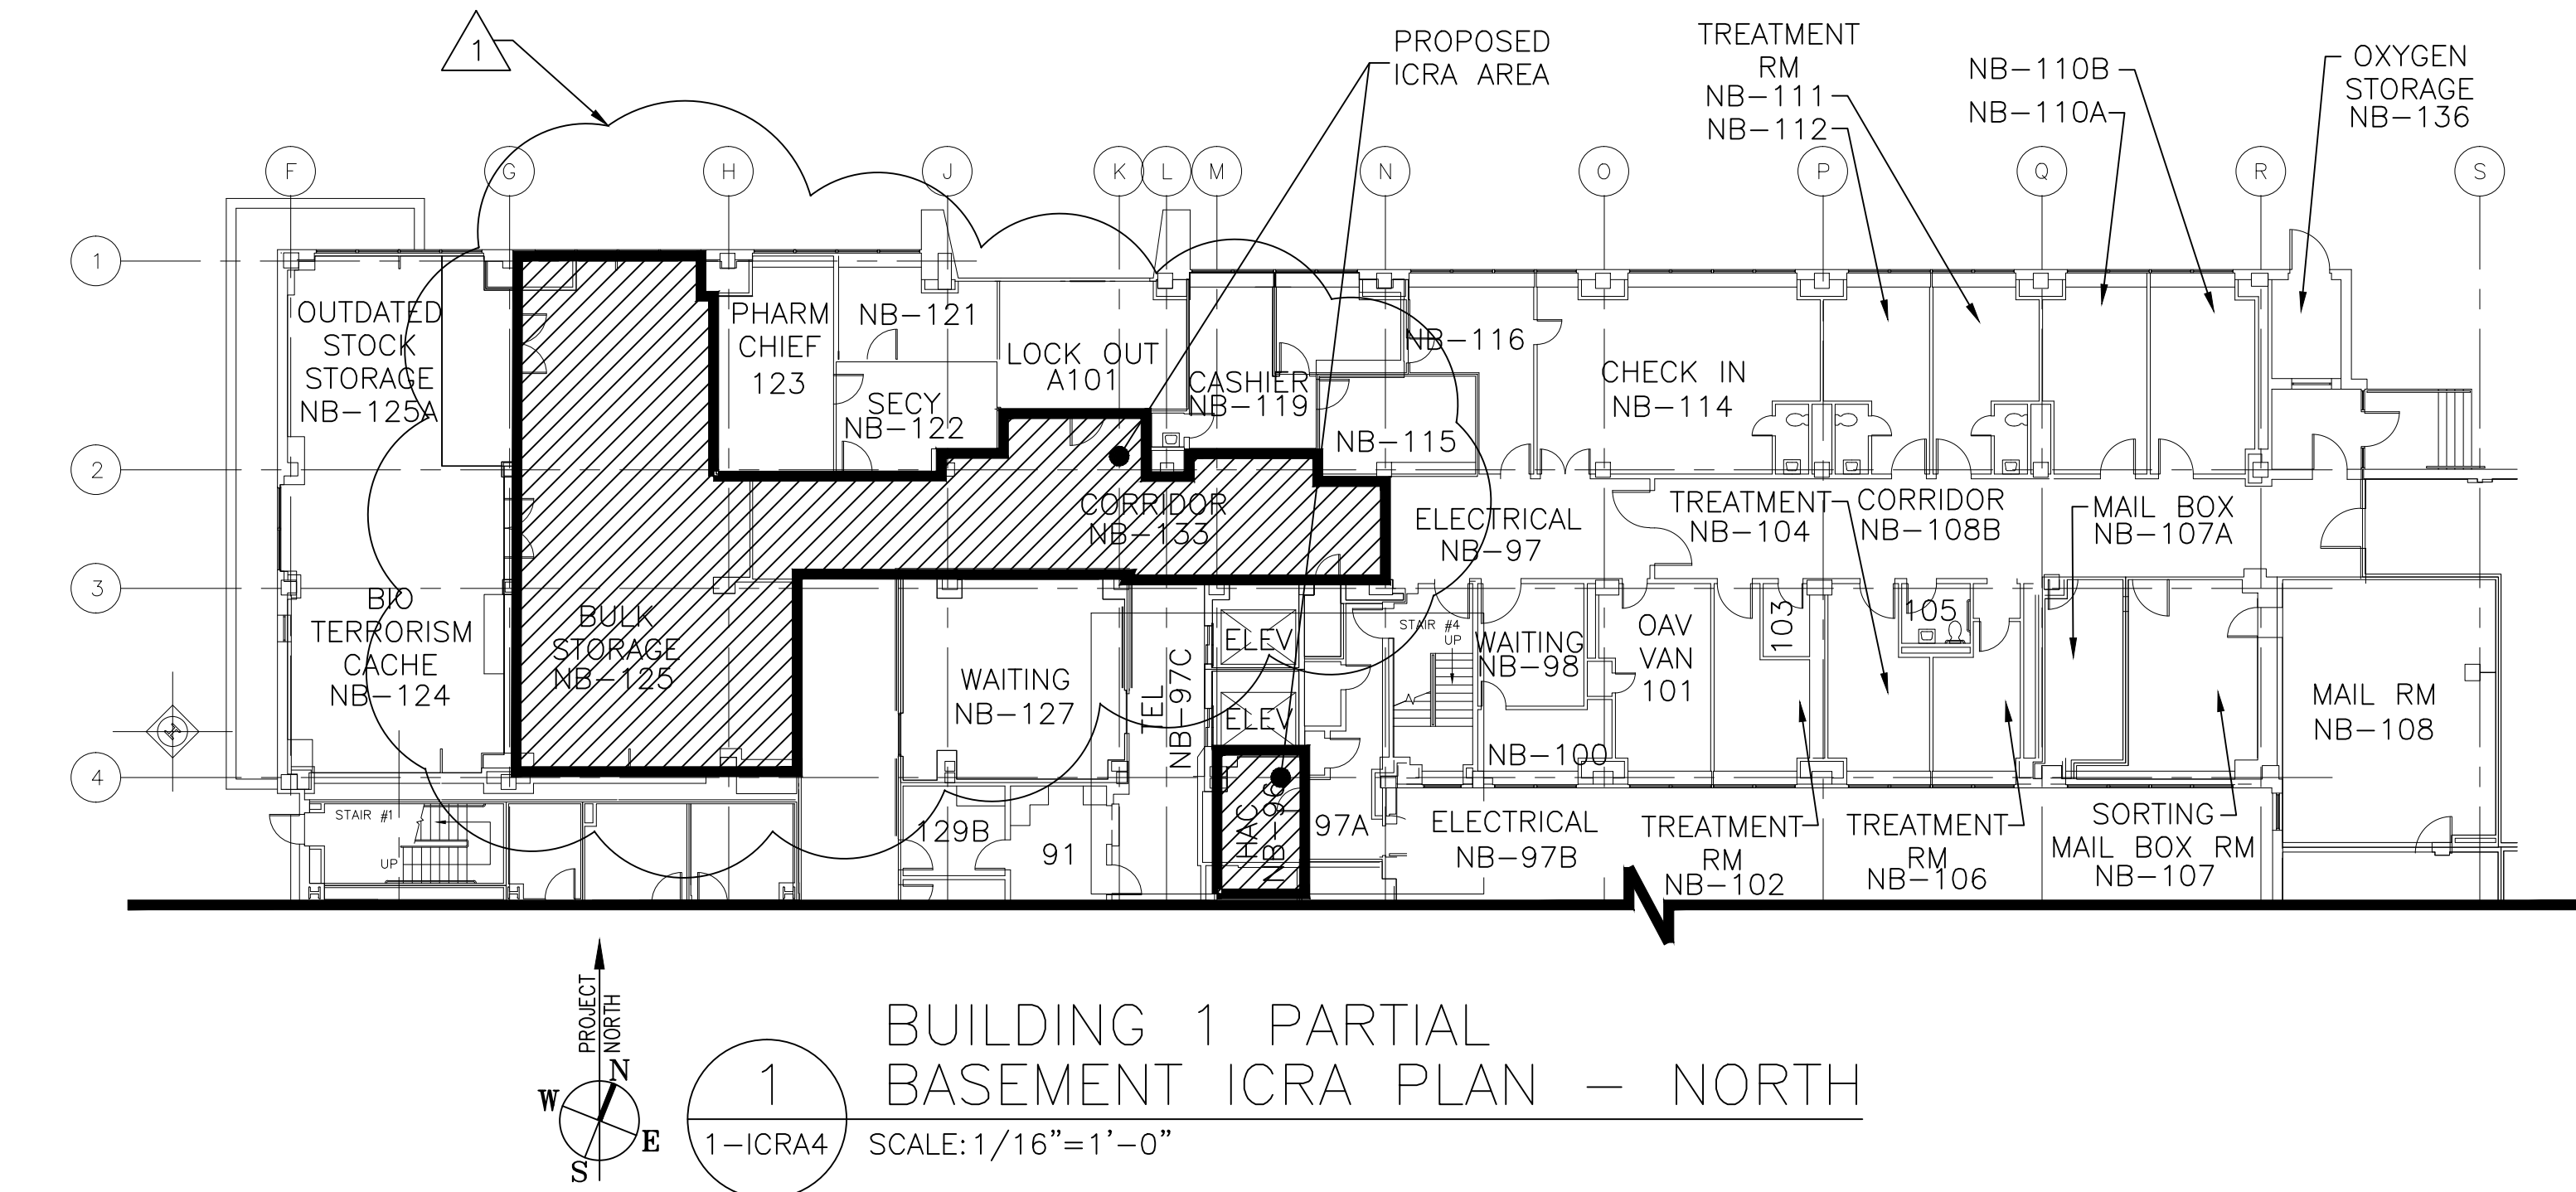 1
PROPOSED
ICRA AREA
TREATMENT
RM
NB-111
NB-112
NB-110B
NB-110A
OXYGEN
STORAGE
NB-136
F
G
H
J
K
L
M
N
O
P
Q
R
S
1
2
3
4
OUTDATED
STOCK
STORAGE
NB-125A
PHARM
CHIEF
123
NB-121
SECY
NB-122
LOCK OUT
A101
CASHIER
NB-119
NB-116
NB-115
CHECK IN
NB-114
CORRIDOR
NB-133
ELECTRICAL
NB-97
TREATMENT
NB-104
CORRIDOR
NB-108B
MAIL BOX
NB-107A
BIO
TERRORISM
CACHE
NB-124
BULK
STORAGE
NB-125
WAITING
NB-127
TEL
NB-97C
ELEV
ELEV
STAIR #4
UP
WAITING
NB-98
NB-100
OAV
VAN
101
103
105
MAIL RM
NB-108
STAIR #1
UP
129B
91
HAC
NB-96
97A
ELECTRICAL
NB-97B
TREATMENT
RM
NB-102
TREATMENT
RM
NB-106
SORTING
MAIL BOX RM
NB-107
PROJECT
NORTH
N
W
E
S
1
1-ICRA4
BUILDING 1 PARTIAL
BASEMENT ICRA PLAN - NORTH
SCALE: 1/16"=1'-0"